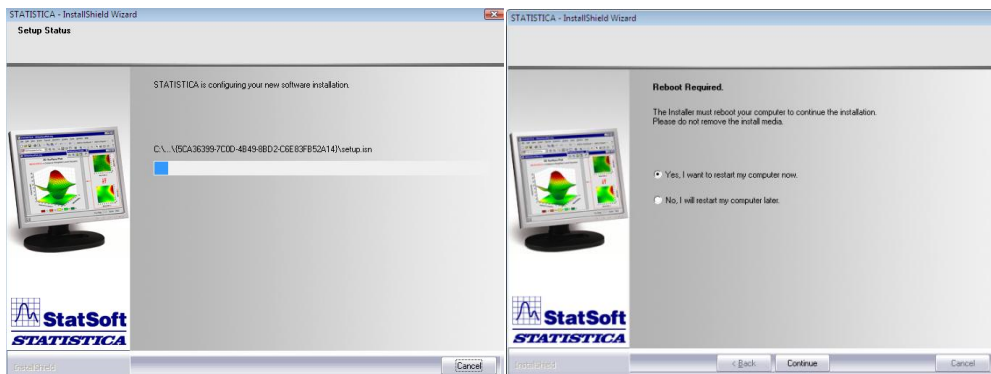 STATISTICA - InstallShield Wizard
Setup Status
STATISTICA is configuring your new software installation.
C:\...\{5CA36399-7C0D-4B49-8BD2-C6E83FB52A14}\setup.isn
StatSoft
STATISTICA
InstallShield
Cancel
STATISTICA - InstallShield Wizard
Reboot Required.
The Installer must reboot your computer to continue the installation.
Please do not remove the install media.
Yes, I want to restart my computer now.
No, I will restart my computer later.
StatSoft
STATISTICA
InstallShield
< Back
Continue
Cancel